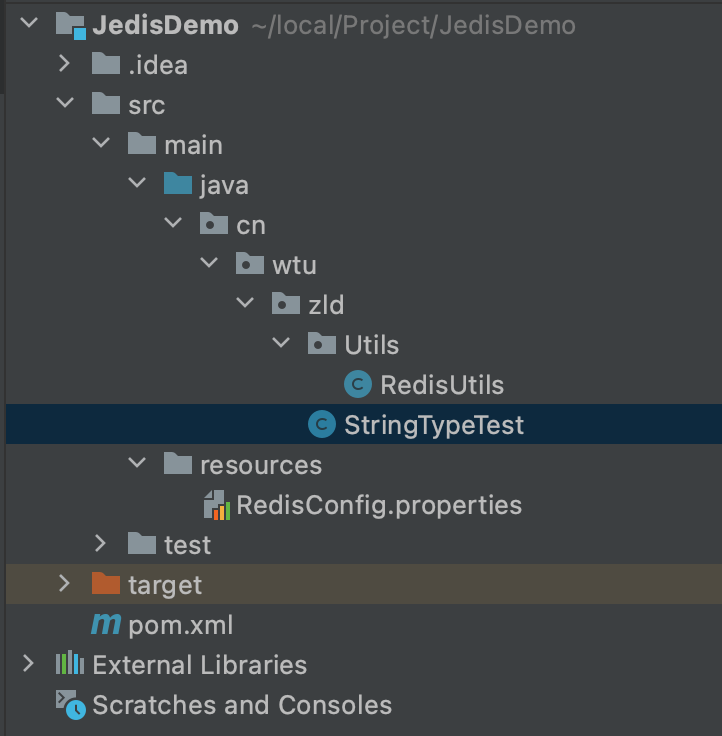 JedisDemo ~/local/Project/JedisDemo
.idea
src
main
java
cn
wtu
zld
Utils
C RedisUtils
C StringTypeTest
resources
RedisConfig.properties
test
target
m pom.xml
External Libraries
Scratches and Consoles